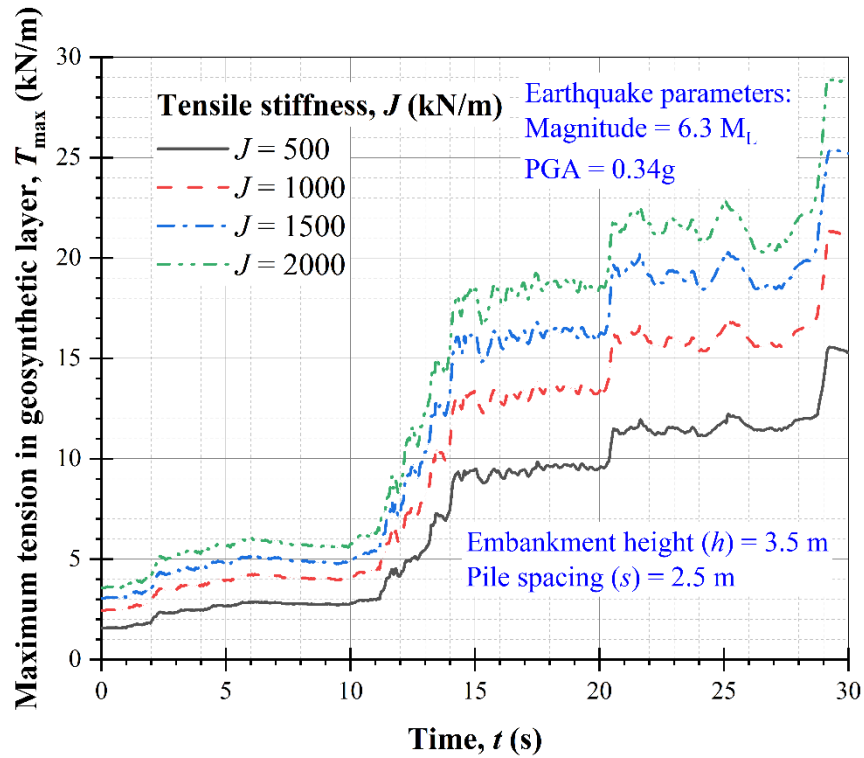 Maximum tension in geosynthetic layer, T_max (kN/m)
30
25
20
15
10
5
0
Tensile stiffness, J (kN/m)
J = 500
J = 1000
J = 1500
J = 2000
Earthquake parameters:
Magnitude = 6.3 M_L
PGA = 0.34g
Embankment height (h) = 3.5 m
Pile spacing (s) = 2.5 m
0 5 10 15 20 25 30
Time, t (s)